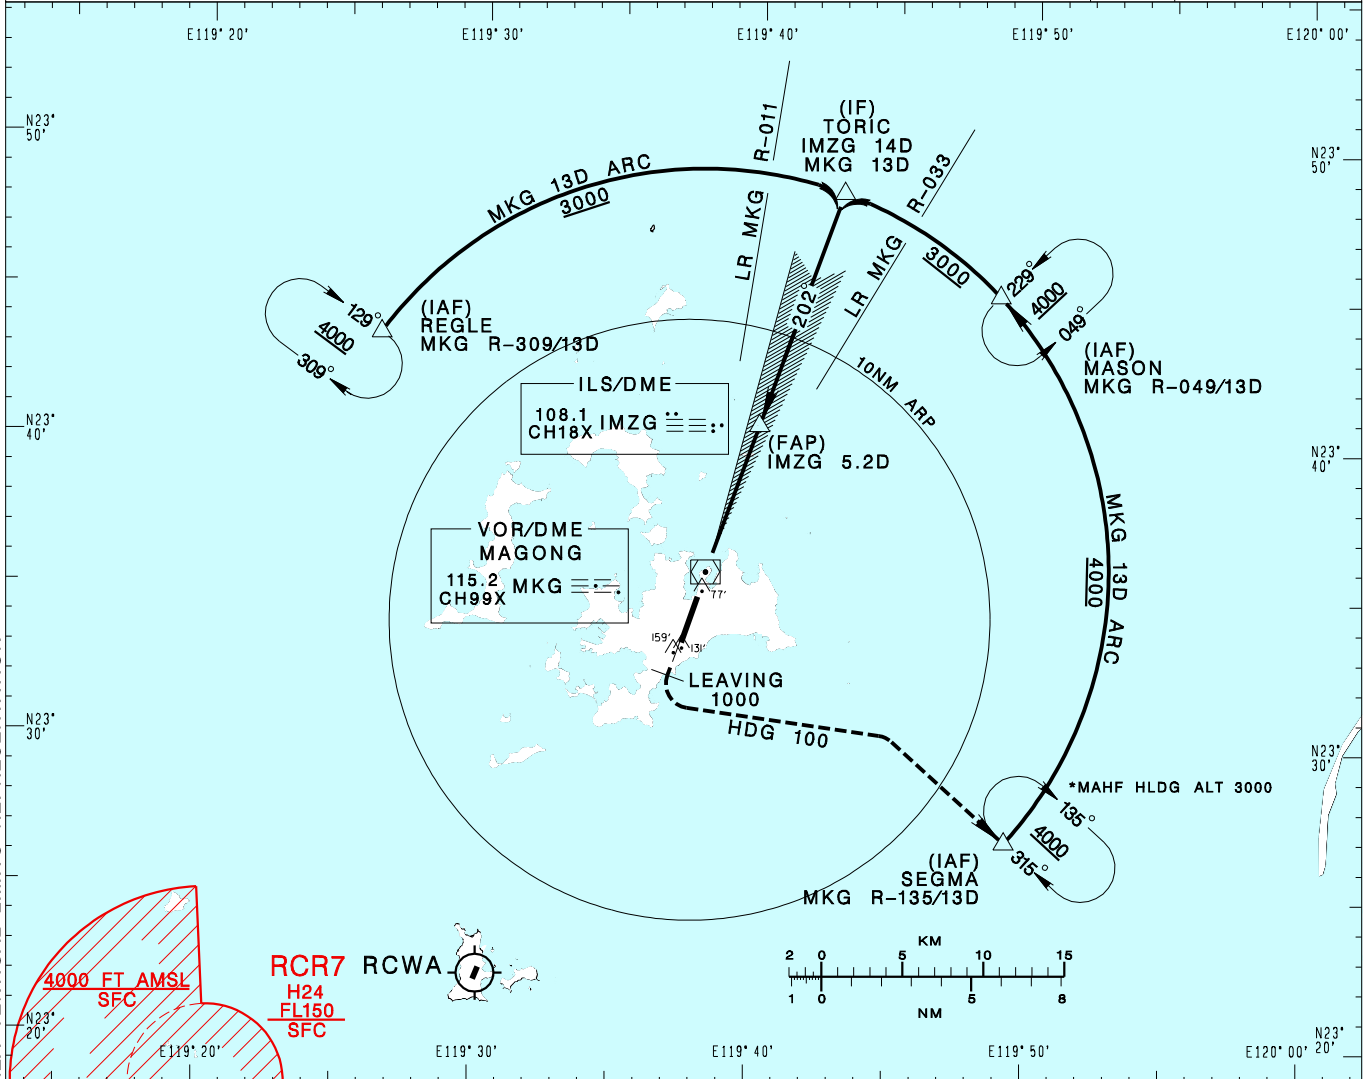 E119° 20'
E119° 30'
E119° 40'
E119° 50'
E120° 00'
N23°
50'
N23°
50'
R-011
(IF)
TORIC
IMZG 14D
MKG 13D
R-033
MKG 13D ARC
3000
LR MKG
LR MKG
3000
129°
4000
309°
(IAF)
REGLE
MKG R-309/13D
229°
4000
049°
(IAF)
MASON
MKG R-049/13D
202°
10NM ARP
ILS/DME
108.1
CH18X
IMZG
(FAP)
IMZG 5.2D
N23°
40'
N23°
40'
VOR/DME
MAGONG
115.2
CH99X
MKG
MKG 13D ARC
4000
77'
159'
131'
LEAVING
1000
HDG 100
N23°
30'
N23°
30'
*MAHF HLDG ALT 3000
135°
4000
315°
(IAF)
SEGMA
MKG R-135/13D
4000 FT AMSL
SFC
RCR7
H24
FL150
SFC
RCWA
KM
2 0 5 10 15
1 0 5 8
NM
N23°
20'
N23°
20'
E119° 20'
E119° 30'
E119° 40'
E119° 50'
E120° 00'